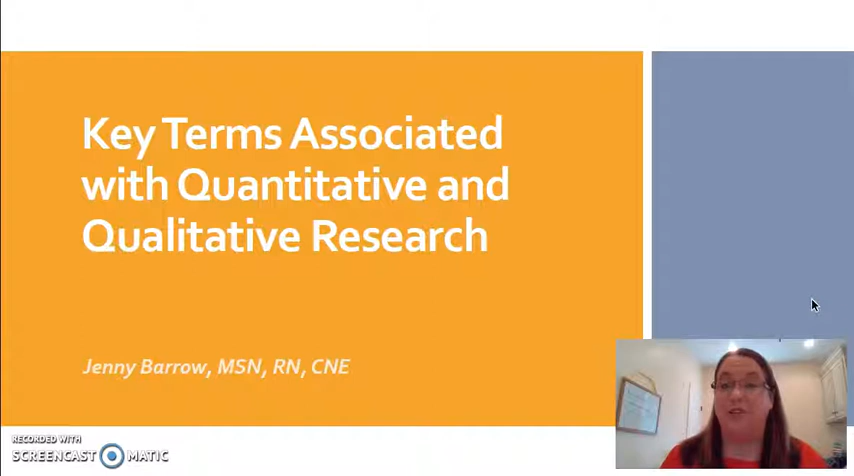 Key Terms Associated
with Quantitative and
Qualitative Research
Jenny Barrow, MSN, RN, CNE
RECORDED WITH
SCREENCAST MATIC